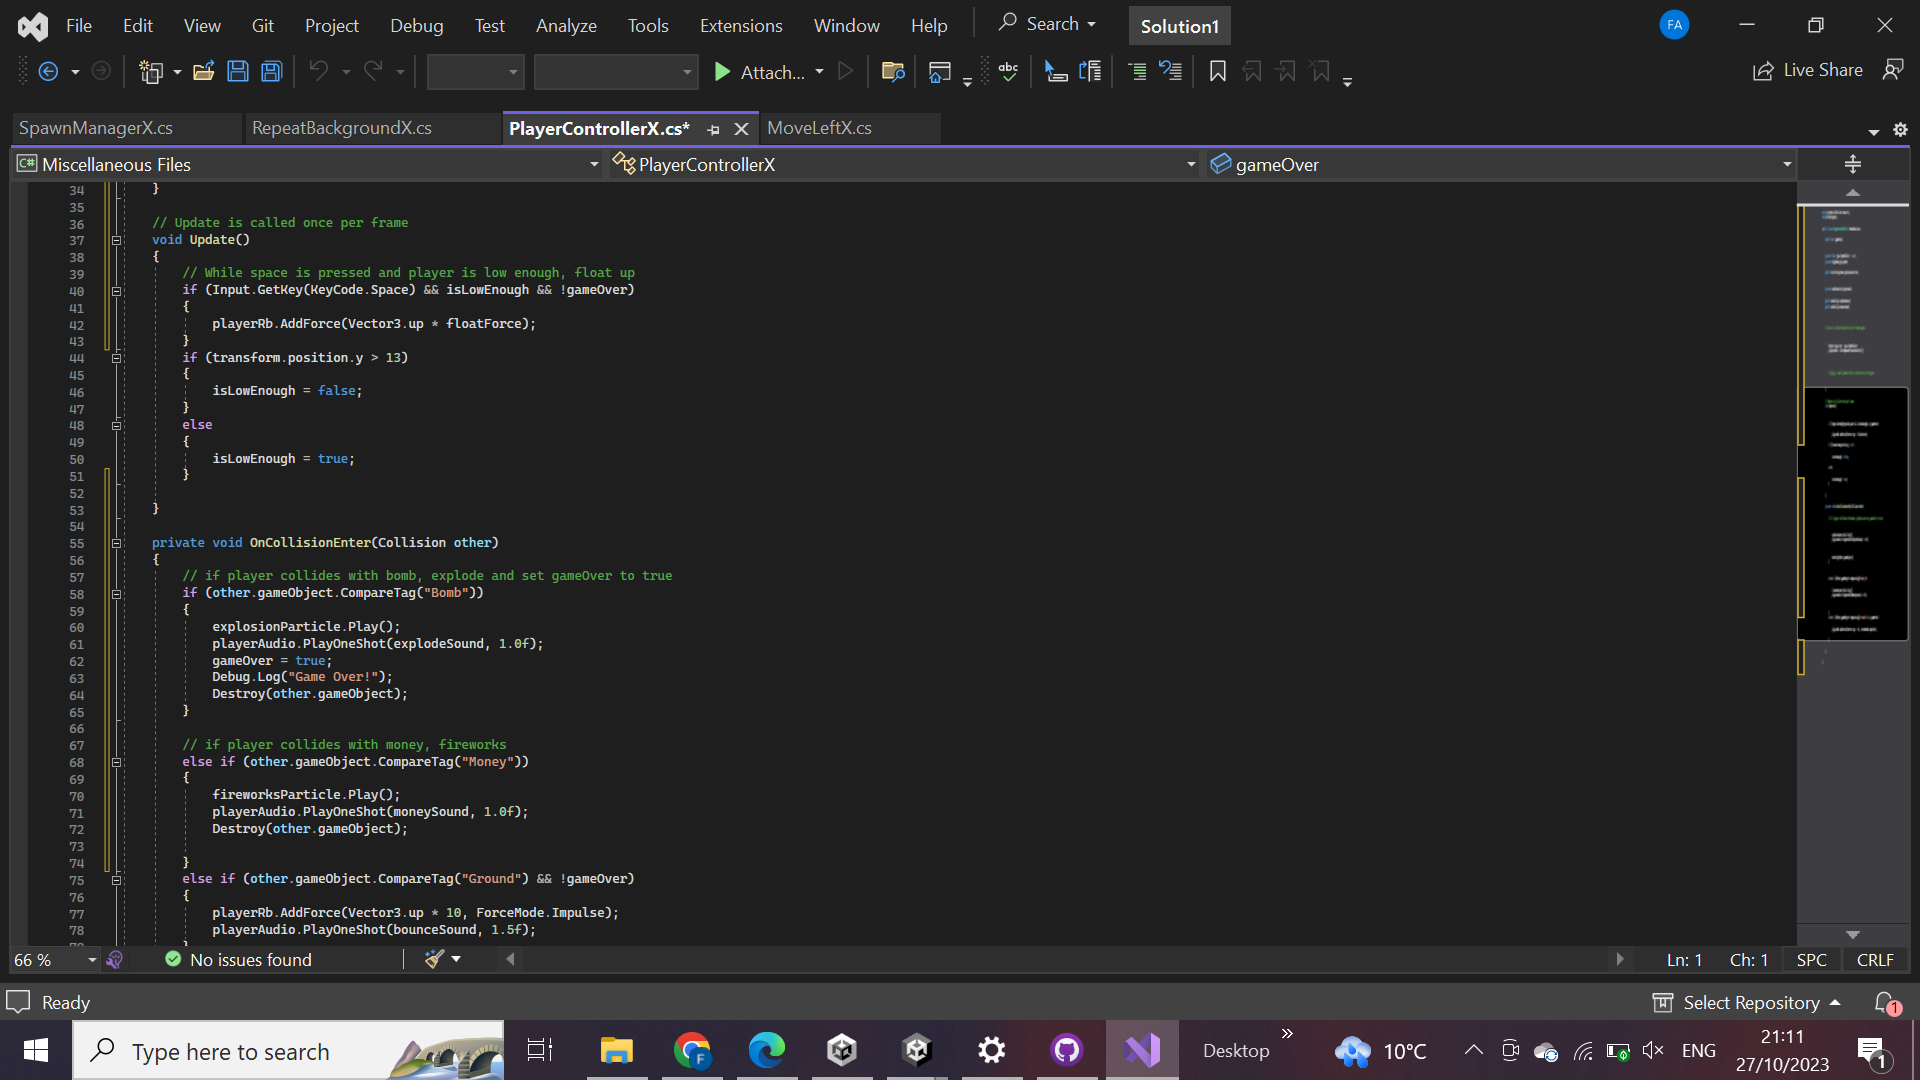 File Edit View Git Project Debug Test Analyze Tools Extensions Window Help Search Solution1 FA
Attach... Live Share
SpawnManagerX.cs RepeatBackgroundX.cs PlayerControllerX.cs* MoveLeftX.cs
C# Miscellaneous Files PlayerControllerX gameOver
34 }
35
36 // Update is called once per frame
37 void Update()
38 {
39 // While space is pressed and player is low enough, float up
40 if (Input.GetKey(KeyCode.Space) && isLowEnough && !gameOver)
41 {
42 playerRb.AddForce(Vector3.up * floatForce);
43 }
44 if (transform.position.y > 13)
45 {
46 isLowEnough = false;
47 }
48 else
49 {
50 isLowEnough = true;
51 }
52
53 }
54
55 private void OnCollisionEnter(Collision other)
56 {
57 // if player collides with bomb, explode and set gameOver to true
58 if (other.gameObject.CompareTag("Bomb"))
59 {
60 explosionParticle.Play();
61 playerAudio.PlayOneShot(explodeSound, 1.0f);
62 gameOver = true;
63 Debug.Log("Game Over!");
64 Destroy(other.gameObject);
65 }
66
67 // if player collides with money, fireworks
68 else if (other.gameObject.CompareTag("Money"))
69 {
70 fireworksParticle.Play();
71 playerAudio.PlayOneShot(moneySound, 1.0f);
72 Destroy(other.gameObject);
73
74 }
75 else if (other.gameObject.CompareTag("Ground") && !gameOver)
76 {
77 playerRb.AddForce(Vector3.up * 10, ForceMode.Impulse);
78 playerAudio.PlayOneShot(bounceSound, 1.5f);
66 % No issues found Ln: 1 Ch: 1 SPC CRLF
Ready Select Repository 1
Type here to search Desktop 10°C ENG 21:11
27/10/2023 1